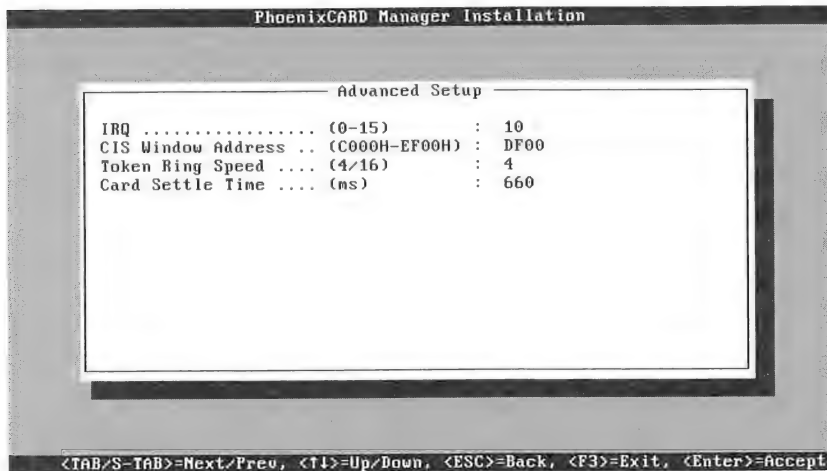 PhoenixCARD Manager Installation
Advanced Setup
IRQ ................. (0-15) : 10
CIS Window Address .. (C000H-EF00H) : DF00
Token Ring Speed .... (4/16) : 4
Card Settle Time .... (ms) : 660
<TAB/S-TAB>=Next/Prev, <↑↓>=Up/Down, <ESC>=Back, <F3>=Exit, <Enter>=Accept